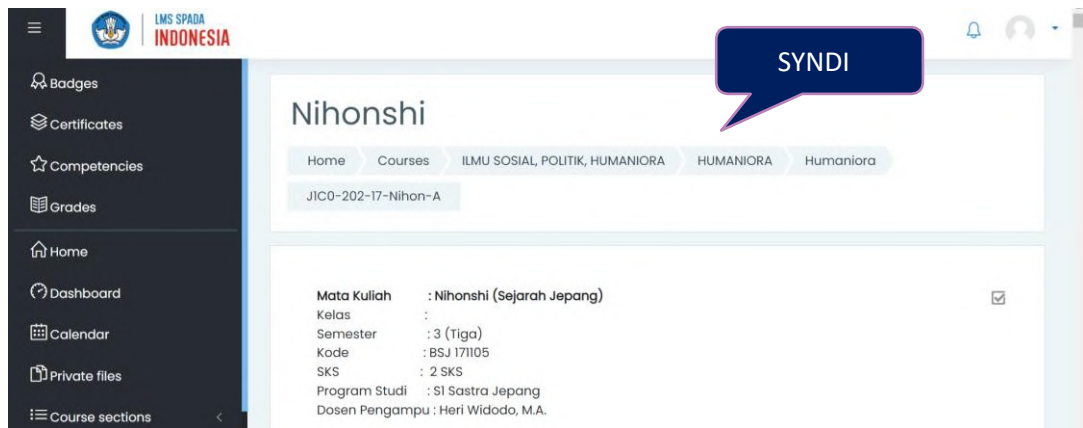 LMS SPADA
INDONESIA
SYNDI
Badges
Certificates
Competencies
Grades
Home
Dashboard
Calendar
Private files
Course sections
Nihonshi
Home Courses ILMU SOSIAL, POLITIK, HUMANIORA HUMANIORA Humaniora
J1C0-202-17-Nihon-A
Mata Kuliah : Nihonshi (Sejarah Jepang)
Kelas :
Semester : 3 (Tiga)
Kode : BSJ 171105
SKS : 2 SKS
Program Studi : S1 Sastra Jepang
Dosen Pengampu : Heri Widodo, M.A.